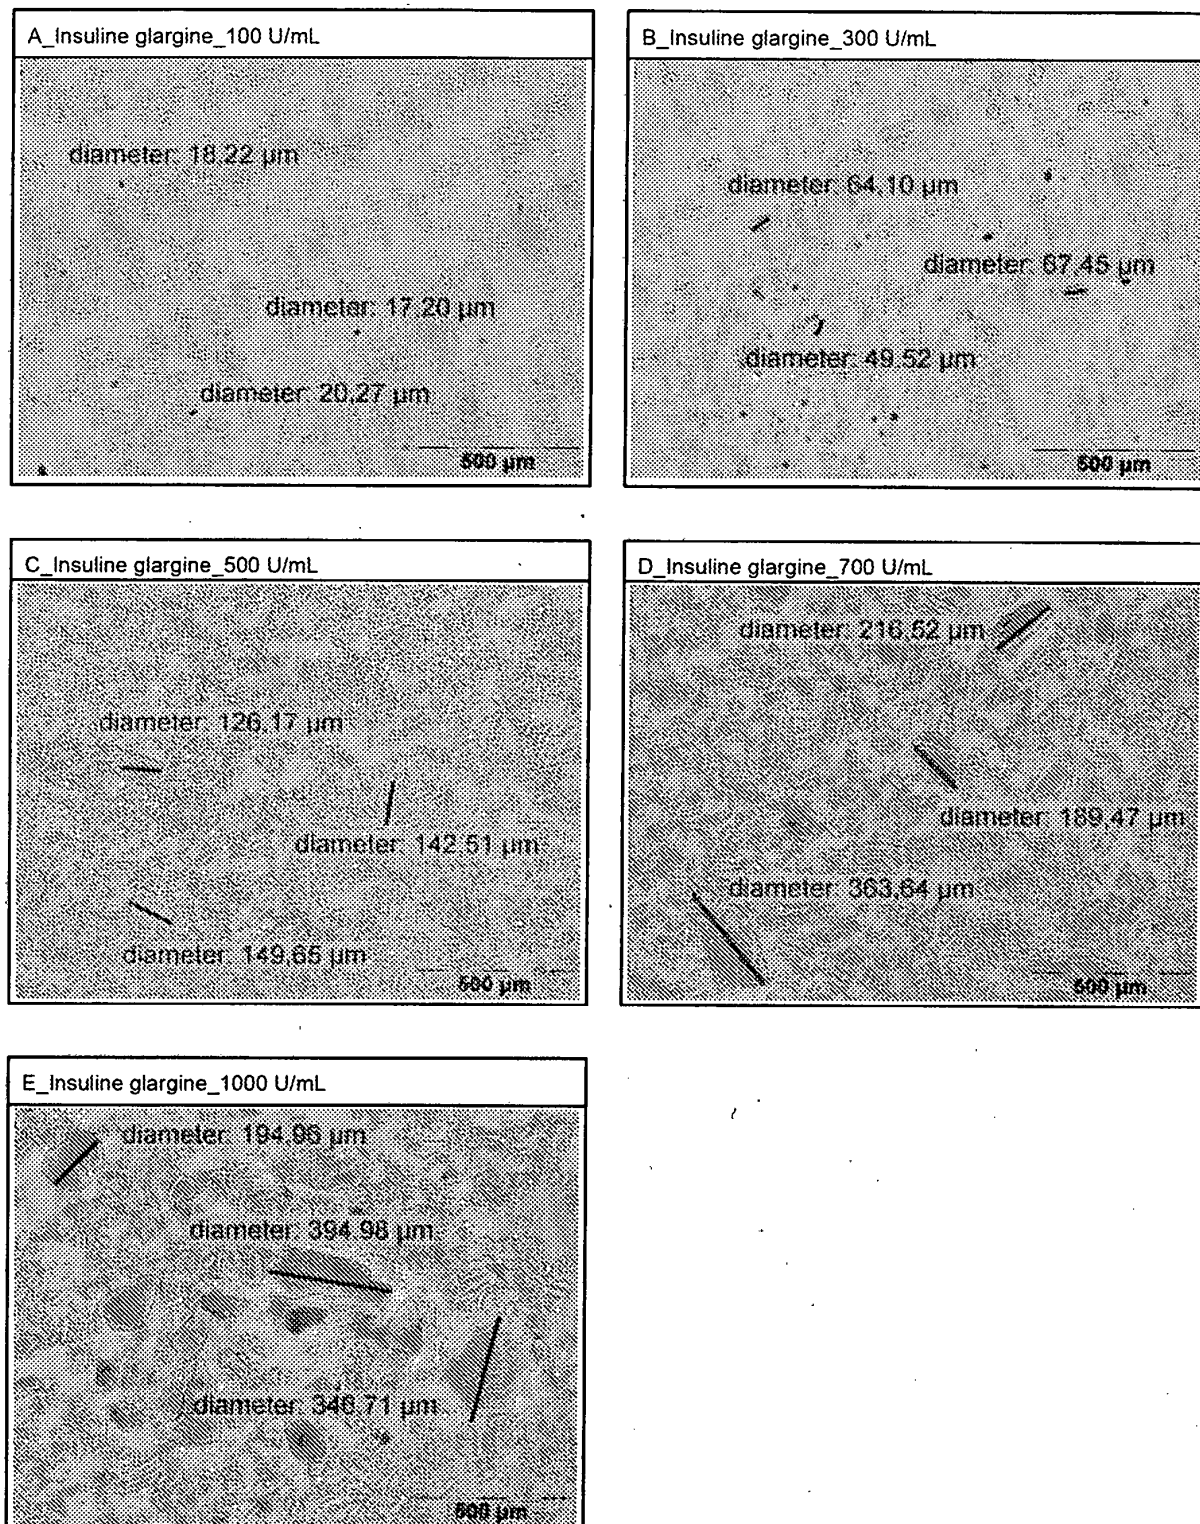 A_Insuline glargine_100 U/mL
diameter: 18,22 µm
diameter: 17,20 µm
diameter: 20,27 µm
500 µm
B_Insuline glargine_300 U/mL
diameter: 64,10 µm
diameter: 67,45 µm
diameter: 49,52 µm
500 µm
C_Insuline glargine_500 U/mL
diameter: 126,17 µm
diameter: 142,51 µm
diameter: 149,65 µm
500 µm
D_Insuline glargine_700 U/mL
diameter: 216,52 µm
diameter: 189,47 µm
diameter: 363,64 µm
500 µm
E_Insuline glargine_1000 U/mL
diameter: 194,96 µm
diameter: 394,98 µm
diameter: 346,71 µm
500 µm